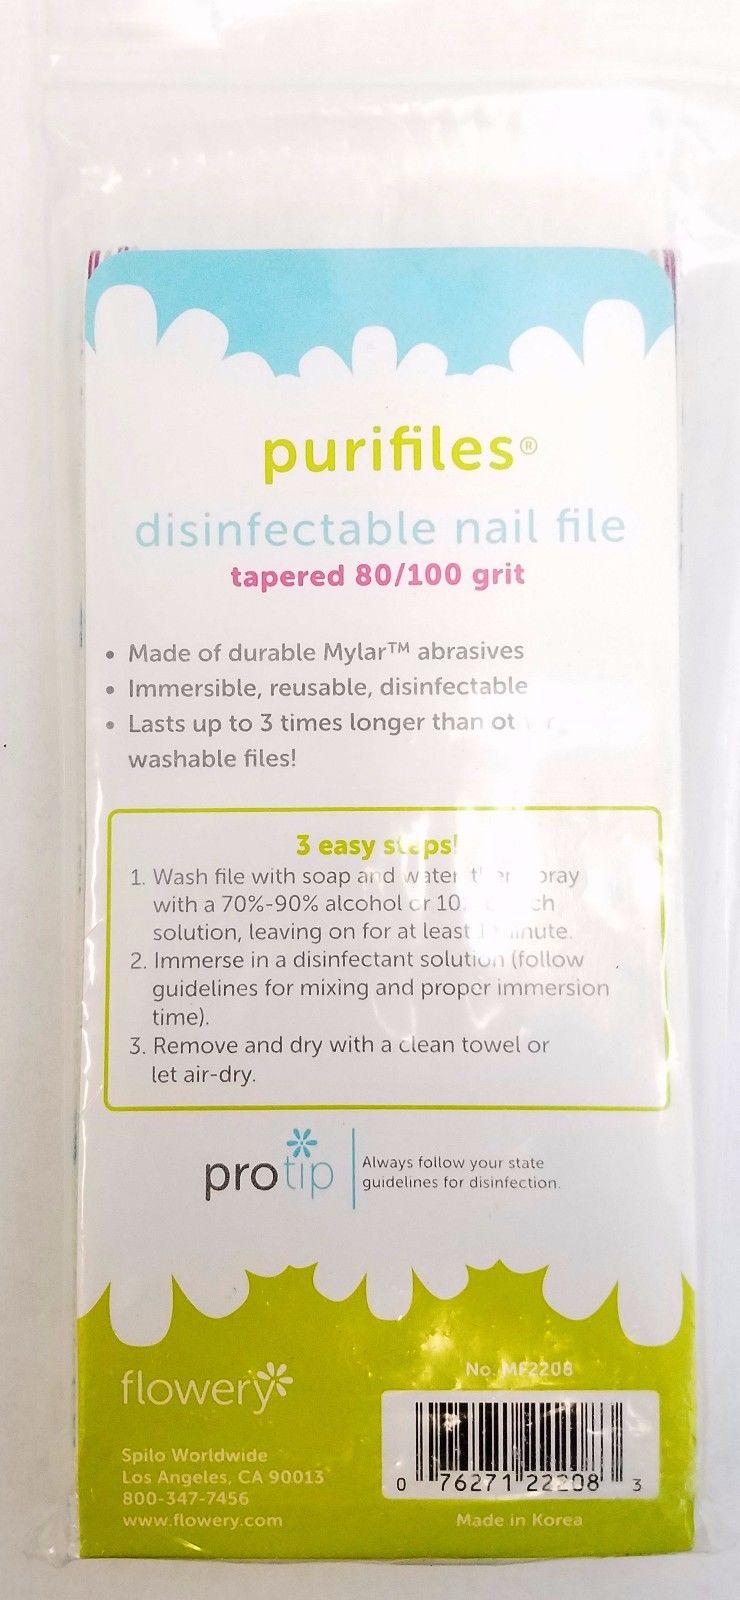 purifiles®
disinfectable nail file
tapered 80/100 grit
• Made of durable Mylar™ abrasives
• Immersible, reusable, disinfectable
• Lasts up to 3 times longer than
washable files!
3 easy steps!
1. Wash file with soap and water
with a 70%-90% alcohol or
solution, leaving on for at least
2. Immerse in a disinfectant solution (follow
guidelines for mixing and proper immersion
time).
3. Remove and dry with a clean towel or
let air-dry.
protip
Always follow your state
guidelines for disinfection.
flowery
No. MF2208
Spilo Worldwide
Los Angeles, CA 90013
800-347-7456
www.flowery.com
0 76271 22208 3
Made in Korea